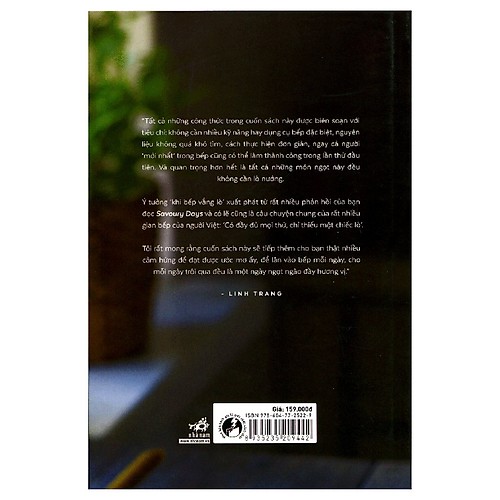 "Tất cả những công thức trong cuốn sách này được biên soạn với
tiêu chí: không cần nhiều kỹ năng hay dụng cụ bếp đặc biệt, nguyên
liệu không quá khó tìm, cách thực hiện đơn giản, ngay cả người
"mới nhất" trong bếp cũng có thể làm thành công trong lần thử đầu
tiên. Và quan trọng hơn hết là tất cả những món ngọt này đều
không cần lò nướng.
Ý tưởng 'khi bếp vắng lò' xuất phát từ rất nhiều phản hồi của bạn
đọc Savoury Days và có lẽ cũng là câu chuyện chung của rất nhiều
gian bếp của người Việt: 'Có đầy đủ mọi thứ, chỉ thiếu một chiếc lò'.
Tôi rất mong rằng cuốn sách này sẽ tiếp thêm cho bạn thật nhiều
cảm hứng để đạt được ước mơ ấy, để lăn vào bếp mỗi ngày, cho
mỗi ngày trôi qua đều là một ngày ngọt ngào đầy hương vị."
- LINH TRANG
nhã nam
www.nhanam.vn
Giá: 159.000đ
ISBN 978-604-77-2522-9
8935235209442